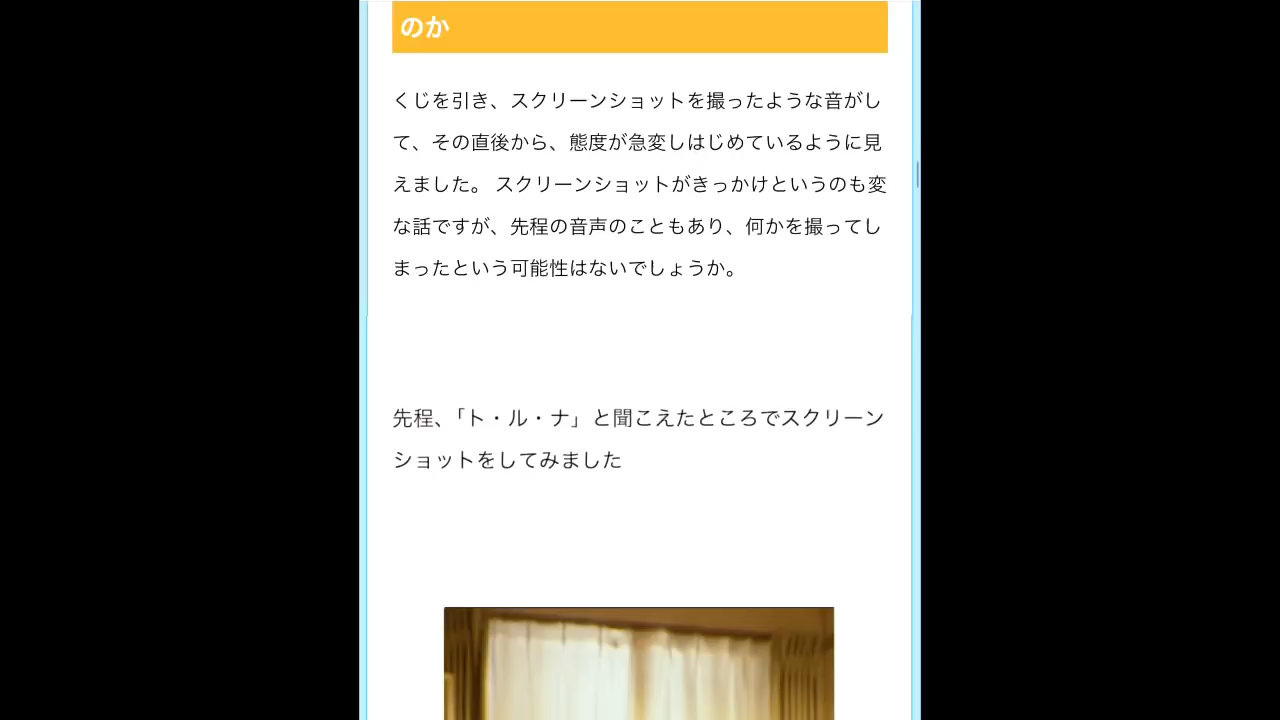 のか
くじを引き、スクリーンショットを撮ったような音がし
て、その直後から、態度が急変しはじめているように見
えました。 スクリーンショットがきっかけというのも変
な話ですが、先程の音声のこともあり、何かを撮ってし
まったという可能性はないでしょうか。
先程、「ト・ル・ナ」と聞こえたところでスクリーン
ショットをしてみました